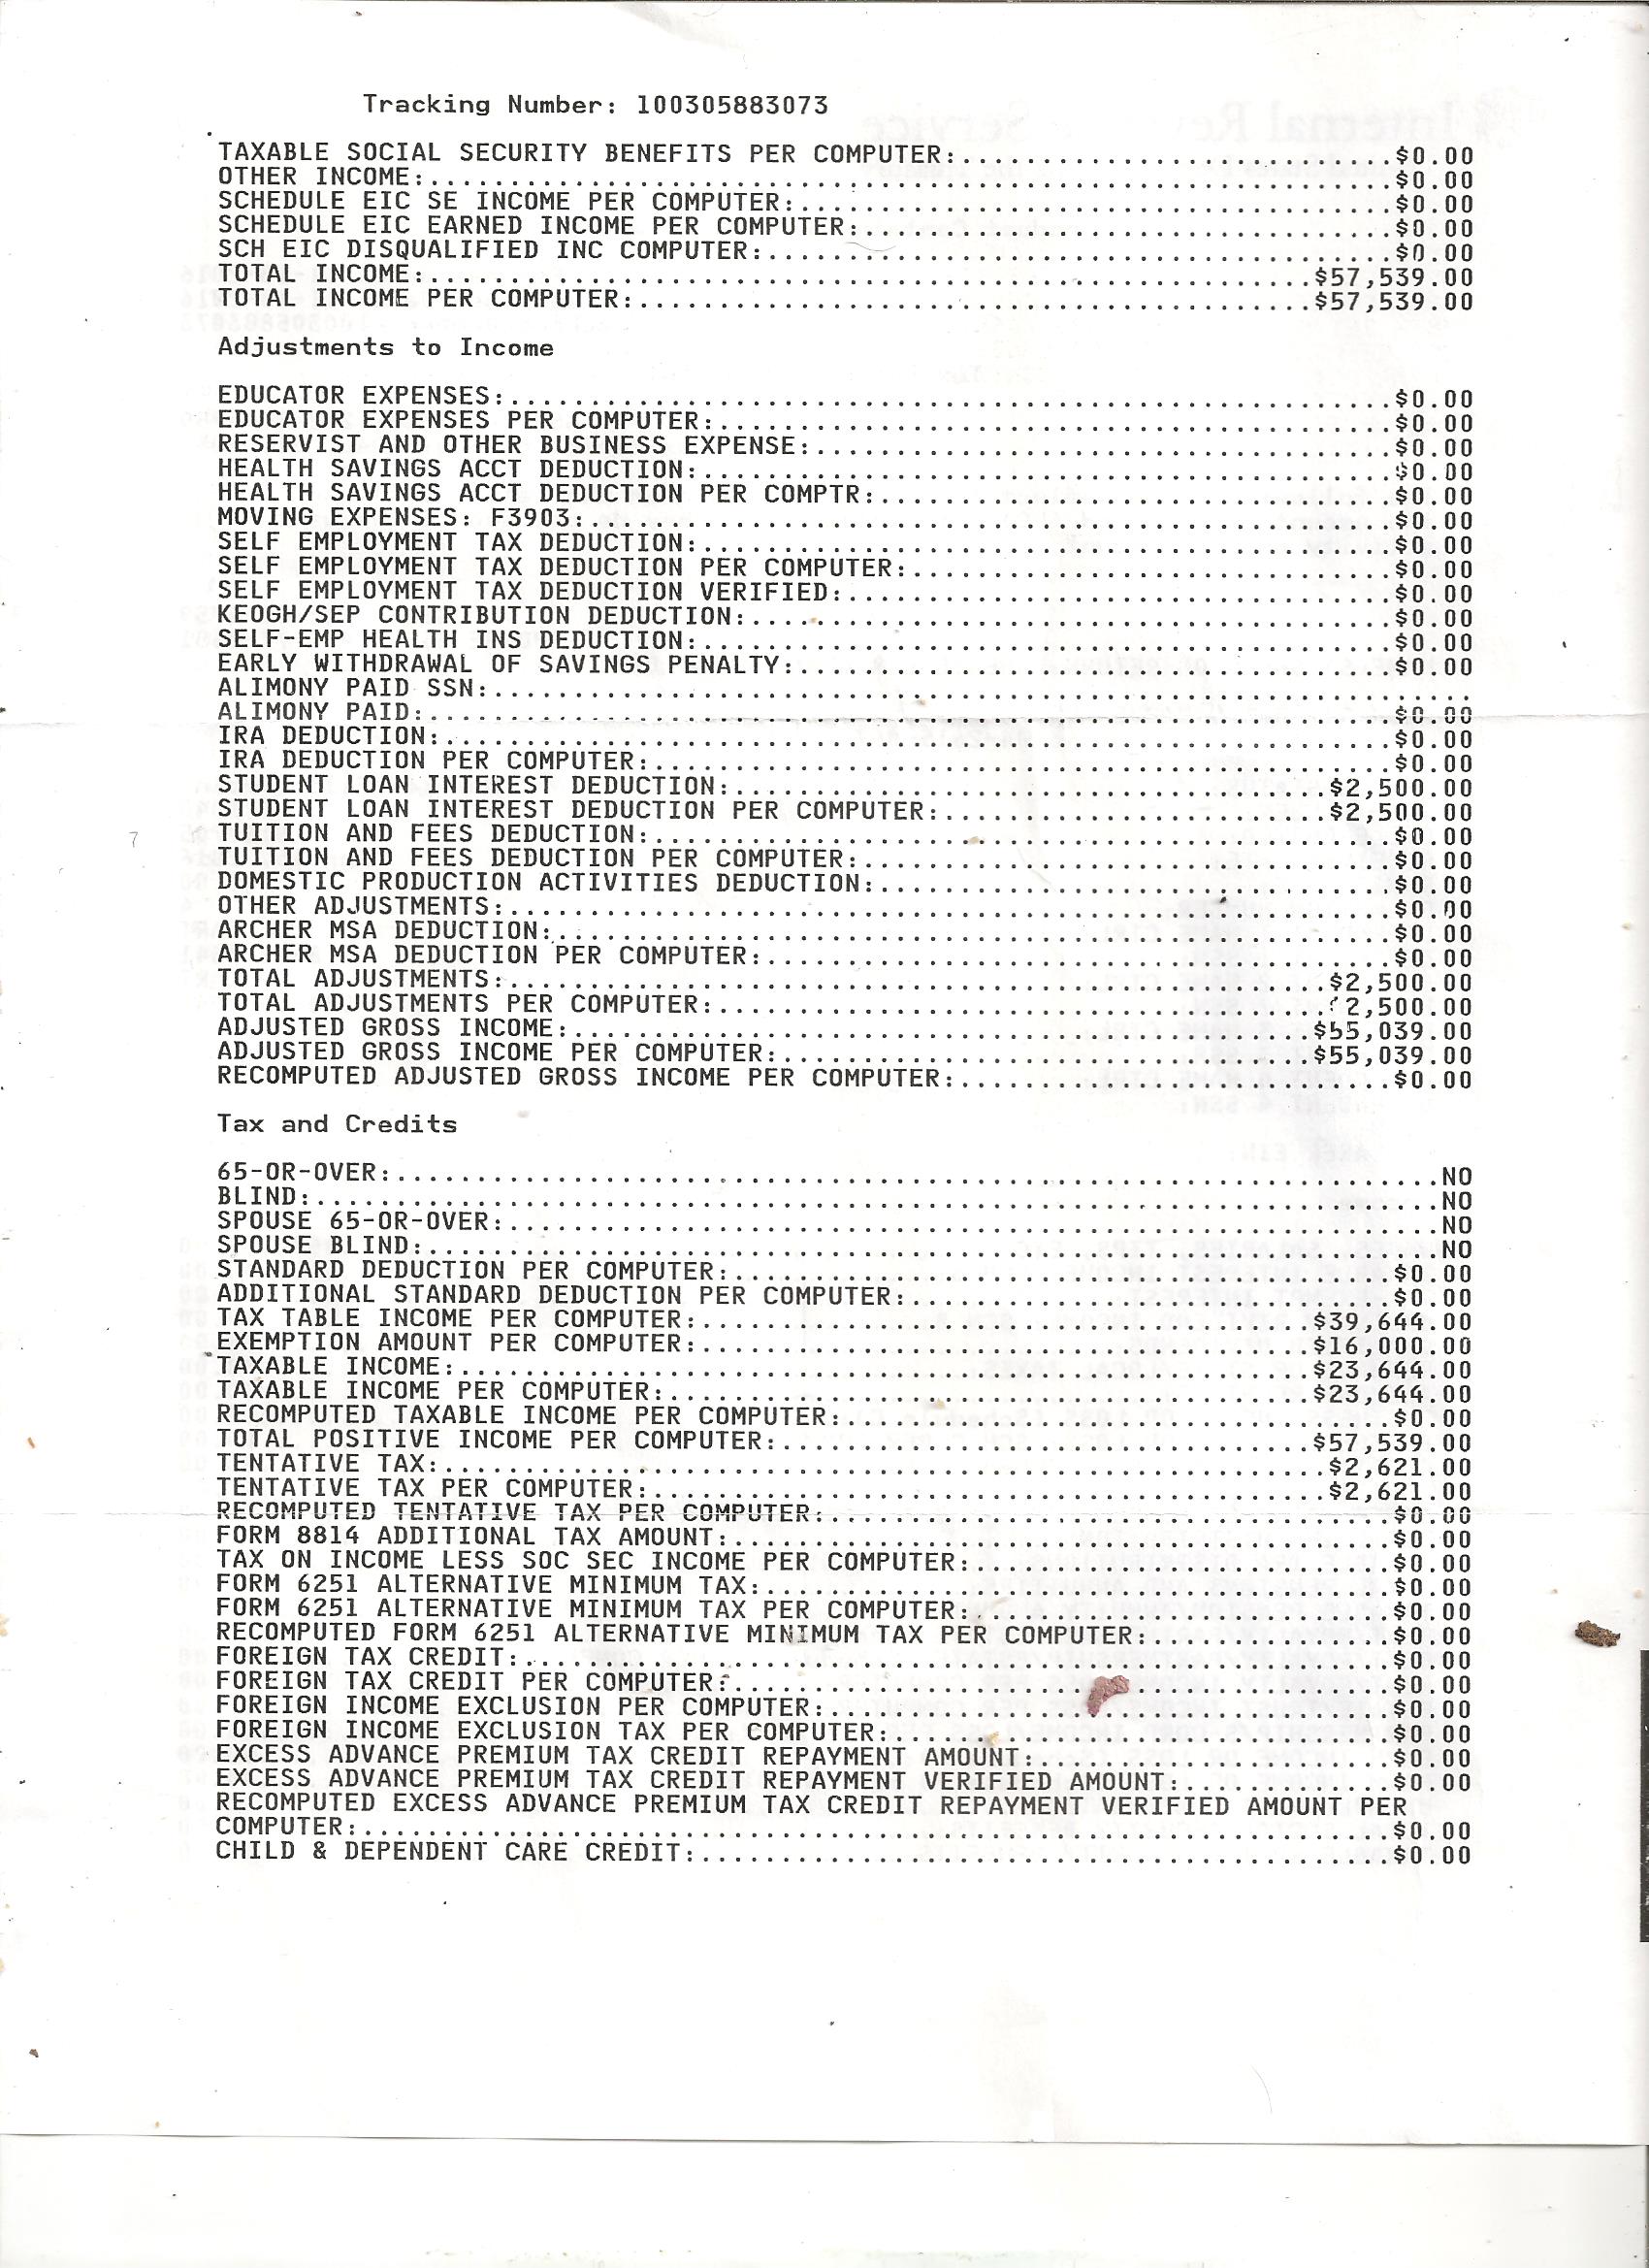 Tracking Number: 100305883073
TAXABLE SOCIAL SECURITY BENEFITS PER COMPUTER:...........................$0.00
OTHER INCOME:............................................................$0.00
SCHEDULE EIC SE INCOME PER COMPUTER:.....................................$0.00
SCHEDULE EIC EARNED INCOME PER COMPUTER:.................................$0.00
SCH EIC DISQUALIFIED INC COMPUTER:.......................................$0.00
TOTAL INCOME:.......................................................$57,539.00
TOTAL INCOME PER COMPUTER:..........................................$57,539.00
Adjustments to Income
EDUCATOR EXPENSES:.......................................................$0.00
EDUCATOR EXPENSES PER COMPUTER:..........................................$0.00
RESERVIST AND OTHER BUSINESS EXPENSE:....................................$0.00
HEALTH SAVINGS ACCT DEDUCTION:...........................................$0.00
HEALTH SAVINGS ACCT DEDUCTION PER COMPTR:................................$0.00
MOVING EXPENSES: F3903:..................................................$0.00
SELF EMPLOYMENT TAX DEDUCTION:...........................................$0.00
SELF EMPLOYMENT TAX DEDUCTION PER COMPUTER:..............................$0.00
SELF EMPLOYMENT TAX DEDUCTION VERIFIED:..................................$0.00
KEOGH/SEP CONTRIBUTION DEDUCTION:........................................$0.00
SELF-EMP HEALTH INS DEDUCTION:...........................................$0.00
EARLY WITHDRAWAL OF SAVINGS PENALTY:.....................................$0.00
ALIMONY PAID SSN:.............................................................
ALIMONY PAID:............................................................$0.00
IRA DEDUCTION:...........................................................$0.00
IRA DEDUCTION PER COMPUTER:..............................................$0.00
STUDENT LOAN INTEREST DEDUCTION:.....................................$2,500.00
STUDENT LOAN INTEREST DEDUCTION PER COMPUTER:........................$2,500.00
TUITION AND FEES DEDUCTION:..............................................$0.00
TUITION AND FEES DEDUCTION PER COMPUTER:.................................$0.00
DOMESTIC PRODUCTION ACTIVITIES DEDUCTION:................................$0.00
OTHER ADJUSTMENTS:.......................................................$0.00
ARCHER MSA DEDUCTION:....................................................$0.00
ARCHER MSA DEDUCTION PER COMPUTER:.......................................$0.00
TOTAL ADJUSTMENTS:...................................................$2,500.00
TOTAL ADJUSTMENTS PER COMPUTER:......................................$2,500.00
ADJUSTED GROSS INCOME:..............................................$55,039.00
ADJUSTED GROSS INCOME PER COMPUTER:.................................$55,039.00
RECOMPUTED ADJUSTED GROSS INCOME PER COMPUTER:...........................$0.00
Tax and Credits
65-OR-OVER:.................................................................NO
BLIND:......................................................................NO
SPOUSE 65-OR-OVER:..........................................................NO
SPOUSE BLIND:...............................................................NO
STANDARD DEDUCTION PER COMPUTER:.........................................$0.00
ADDITIONAL STANDARD DEDUCTION PER COMPUTER:..............................$0.00
TAX TABLE INCOME PER COMPUTER:......................................$39,644.00
EXEMPTION AMOUNT PER COMPUTER:......................................$16,000.00
TAXABLE INCOME:.....................................................$23,644.00
TAXABLE INCOME PER COMPUTER:........................................$23,644.00
RECOMPUTED TAXABLE INCOME PER COMPUTER:..................................$0.00
TOTAL POSITIVE INCOME PER COMPUTER:.................................$57,539.00
TENTATIVE TAX:.......................................................$2,621.00
TENTATIVE TAX PER COMPUTER:..........................................$2,621.00
RECOMPUTED TENTATIVE TAX PER COMPUTER:...................................$0.00
FORM 8814 ADDITIONAL TAX AMOUNT:.........................................$0.00
TAX ON INCOME LESS SOC SEC INCOME PER COMPUTER:..........................$0.00
FORM 6251 ALTERNATIVE MINIMUM TAX:.......................................$0.00
FORM 6251 ALTERNATIVE MINIMUM TAX PER COMPUTER:..........................$0.00
RECOMPUTED FORM 6251 ALTERNATIVE MINIMUM TAX PER COMPUTER:...............$0.00
FOREIGN TAX CREDIT:......................................................$0.00
FOREIGN TAX CREDIT PER COMPUTER:.........................................$0.00
FOREIGN INCOME EXCLUSION PER COMPUTER:...................................$0.00
FOREIGN INCOME EXCLUSION TAX PER COMPUTER:...............................$0.00
EXCESS ADVANCE PREMIUM TAX CREDIT REPAYMENT AMOUNT:......................$0.00
EXCESS ADVANCE PREMIUM TAX CREDIT REPAYMENT VERIFIED AMOUNT:.............$0.00
RECOMPUTED EXCESS ADVANCE PREMIUM TAX CREDIT REPAYMENT VERIFIED AMOUNT PER
COMPUTER:................................................................$0.00
CHILD & DEPENDENT CARE CREDIT:...........................................$0.00